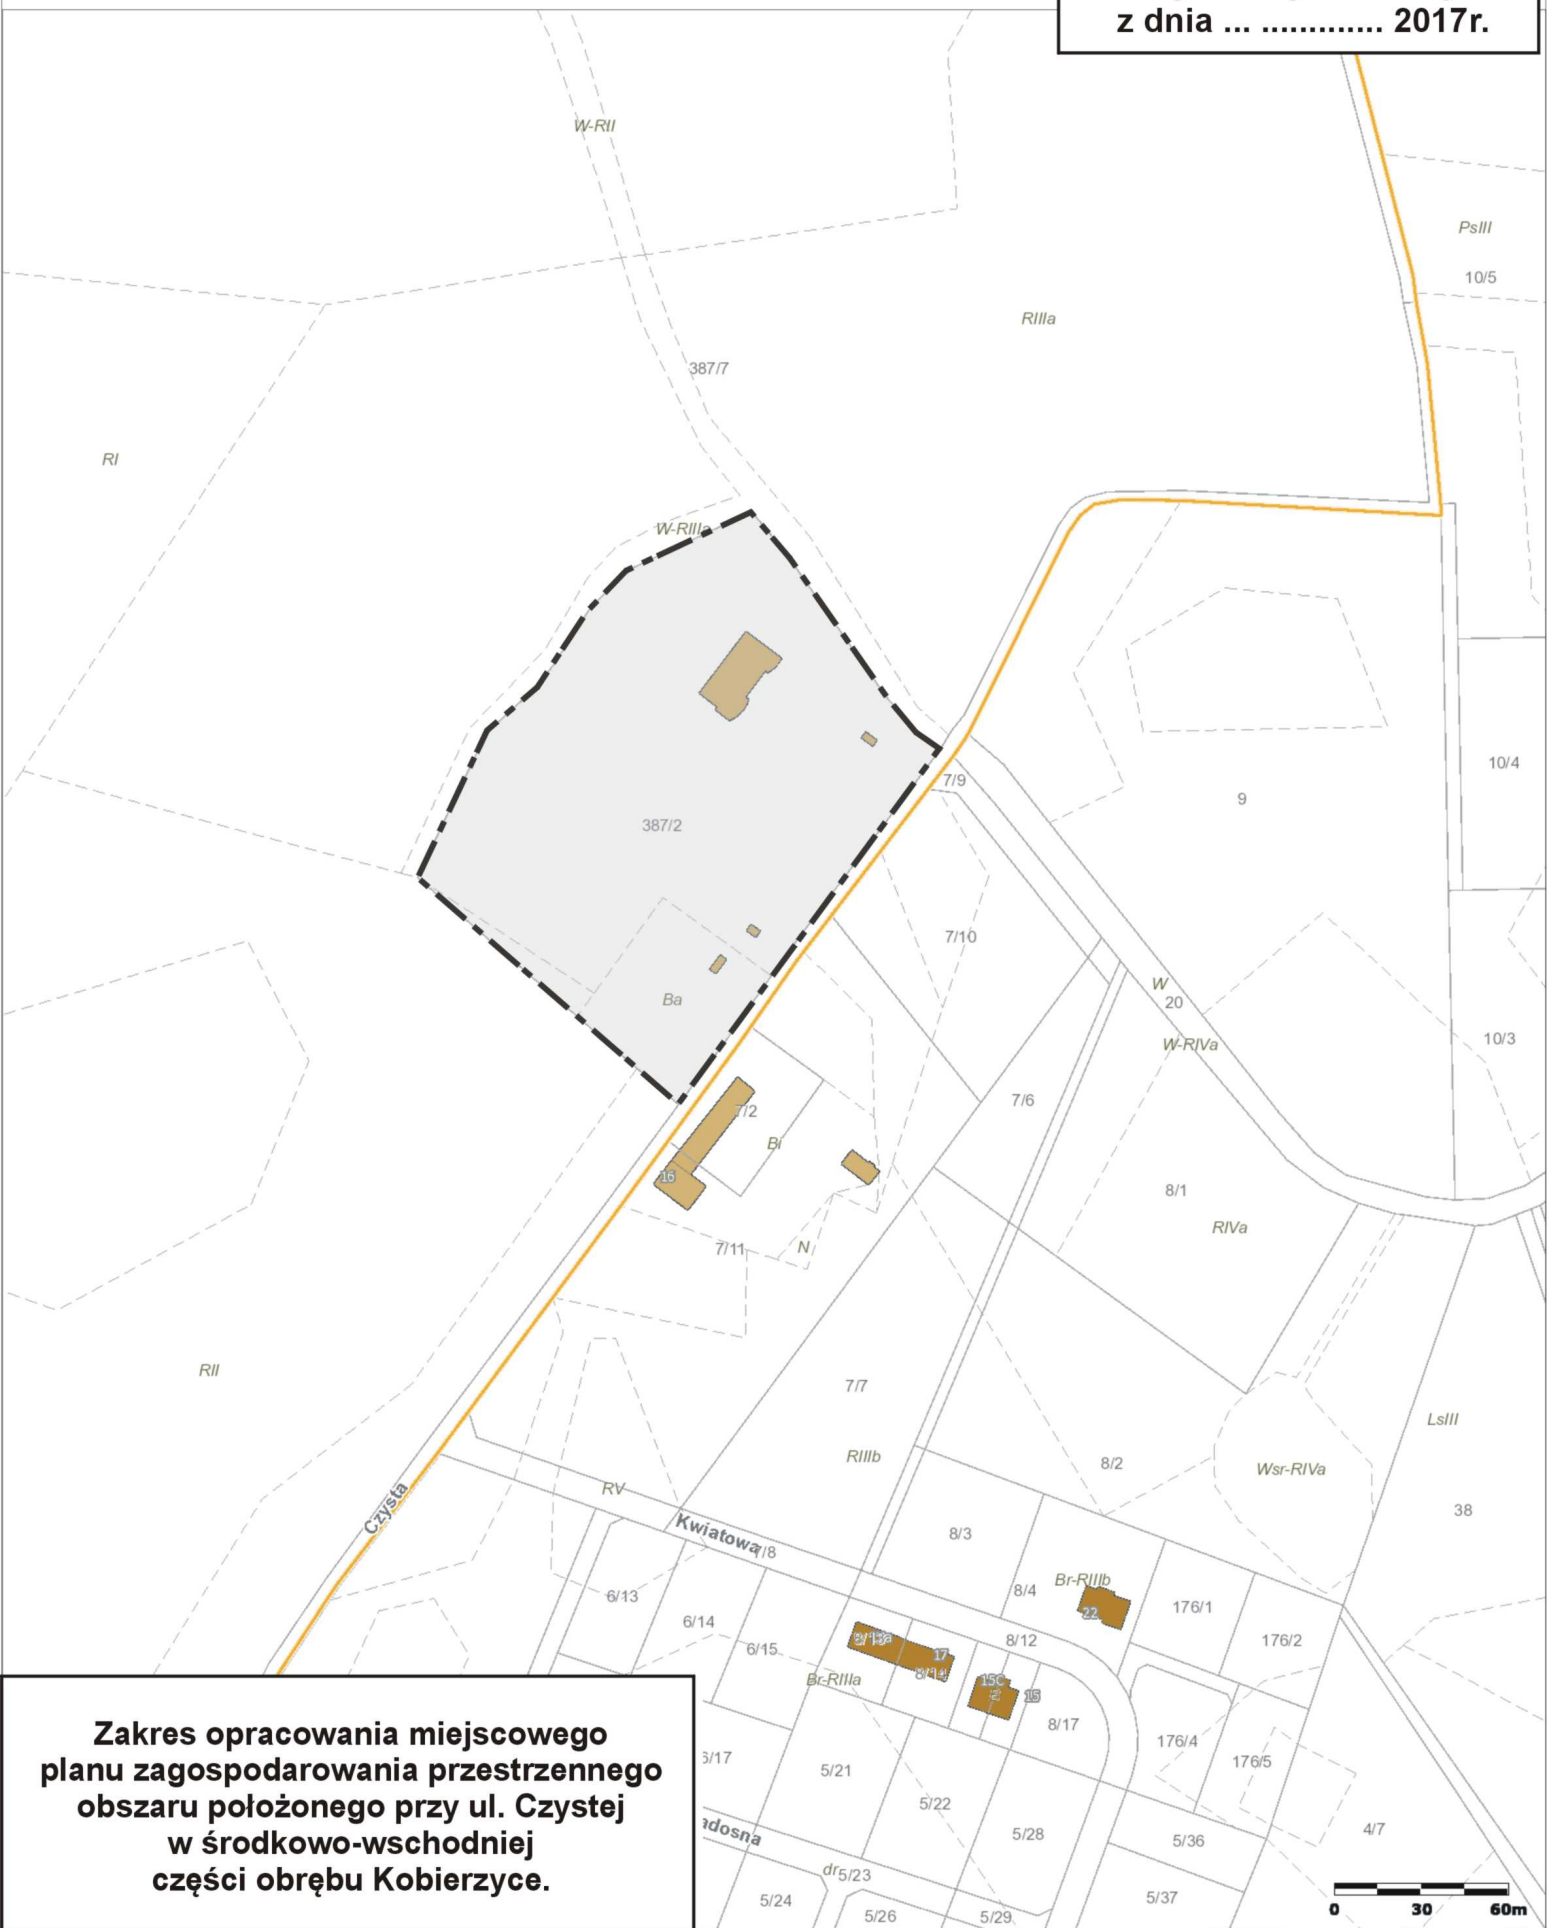 z dnia ... ............. 2017r.
W-RII
PsIII
10/5
RIIIa
387/7
RI
W-RIIIa
10/4
7/9
9
387/2
7/10
W
20
Ba
10/3
W-RIVa
7/6
7/2
Bi
16
8/1
RIVa
N
7/11
RII
7/7
LsIII
RIIIb
8/2
Wsr-RIVa
RV
Czysta
38
Kwiatowa
7/8
8/3
Br-RIIIb
8/4
6/13
22
176/1
6/14
8/12
176/2
6/15
17
8/14
Br-RIIIa
15C
15
8/17
176/4
6/17
176/5
5/21
5/22
5/28
4/7
5/36
dr
5/23
5/24
5/37
5/26
5/29
Zakres opracowania miejscowego
planu zagospodarowania przestrzennego
obszaru położonego przy ul. Czystej
w środkowo-wschodniej
części obrębu Kobierzyce.
0 30 60m